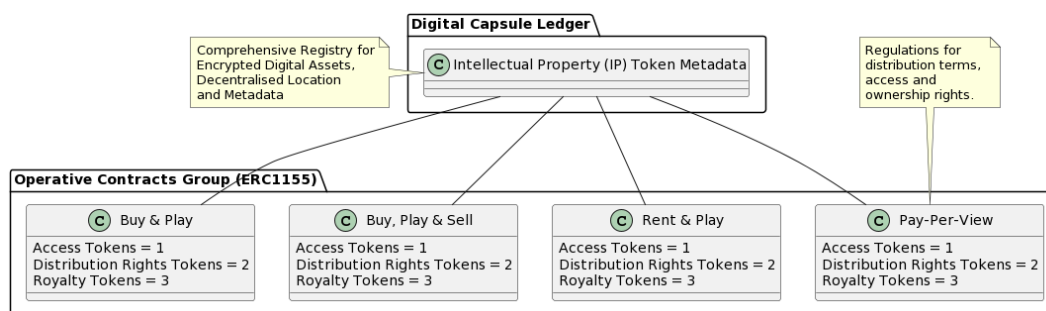 Digital Capsule Ledger
Comprehensive Registry for
Encrypted Digital Assets,
Decentralised Location
and Metadata
C Intellectual Property (IP) Token Metadata
Regulations for
distribution terms,
access and
ownership rights.
Operative Contracts Group (ERC1155)
C Buy & Play
Access Tokens = 1
Distribution Rights Tokens = 2
Royalty Tokens = 3
C Buy, Play & Sell
Access Tokens = 1
Distribution Rights Tokens = 2
Royalty Tokens = 3
C Rent & Play
Access Tokens = 1
Distribution Rights Tokens = 2
Royalty Tokens = 3
C Pay-Per-View
Access Tokens = 1
Distribution Rights Tokens = 2
Royalty Tokens = 3